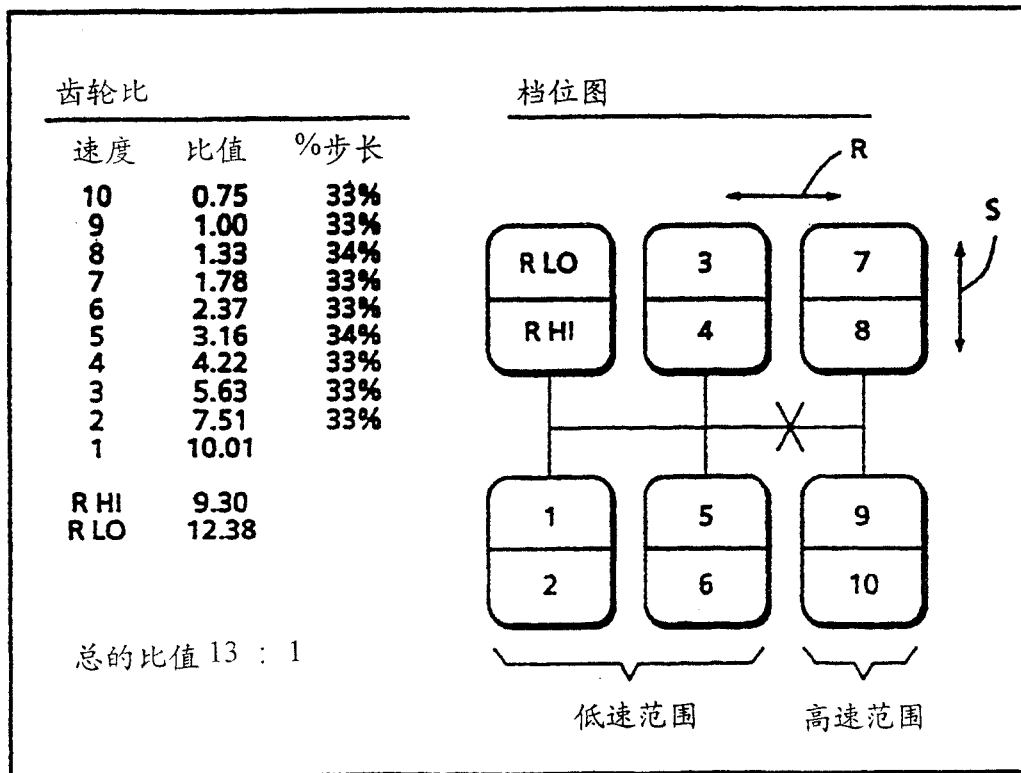 齿轮比
速度 比值 %步长
10 0.75 33%
9 1.00 33%
8 1.33 34%
7 1.78 33%
6 2.37 33%
5 3.16 34%
4 4.22 33%
3 5.63 33%
2 7.51 33%
1 10.01
R HI 9.30
R LO 12.38
总的比值 13 : 1
档位图
R
S
R LO 3 7
R HI 4 8
1 5 9
2 6 10
低速范围 高速范围